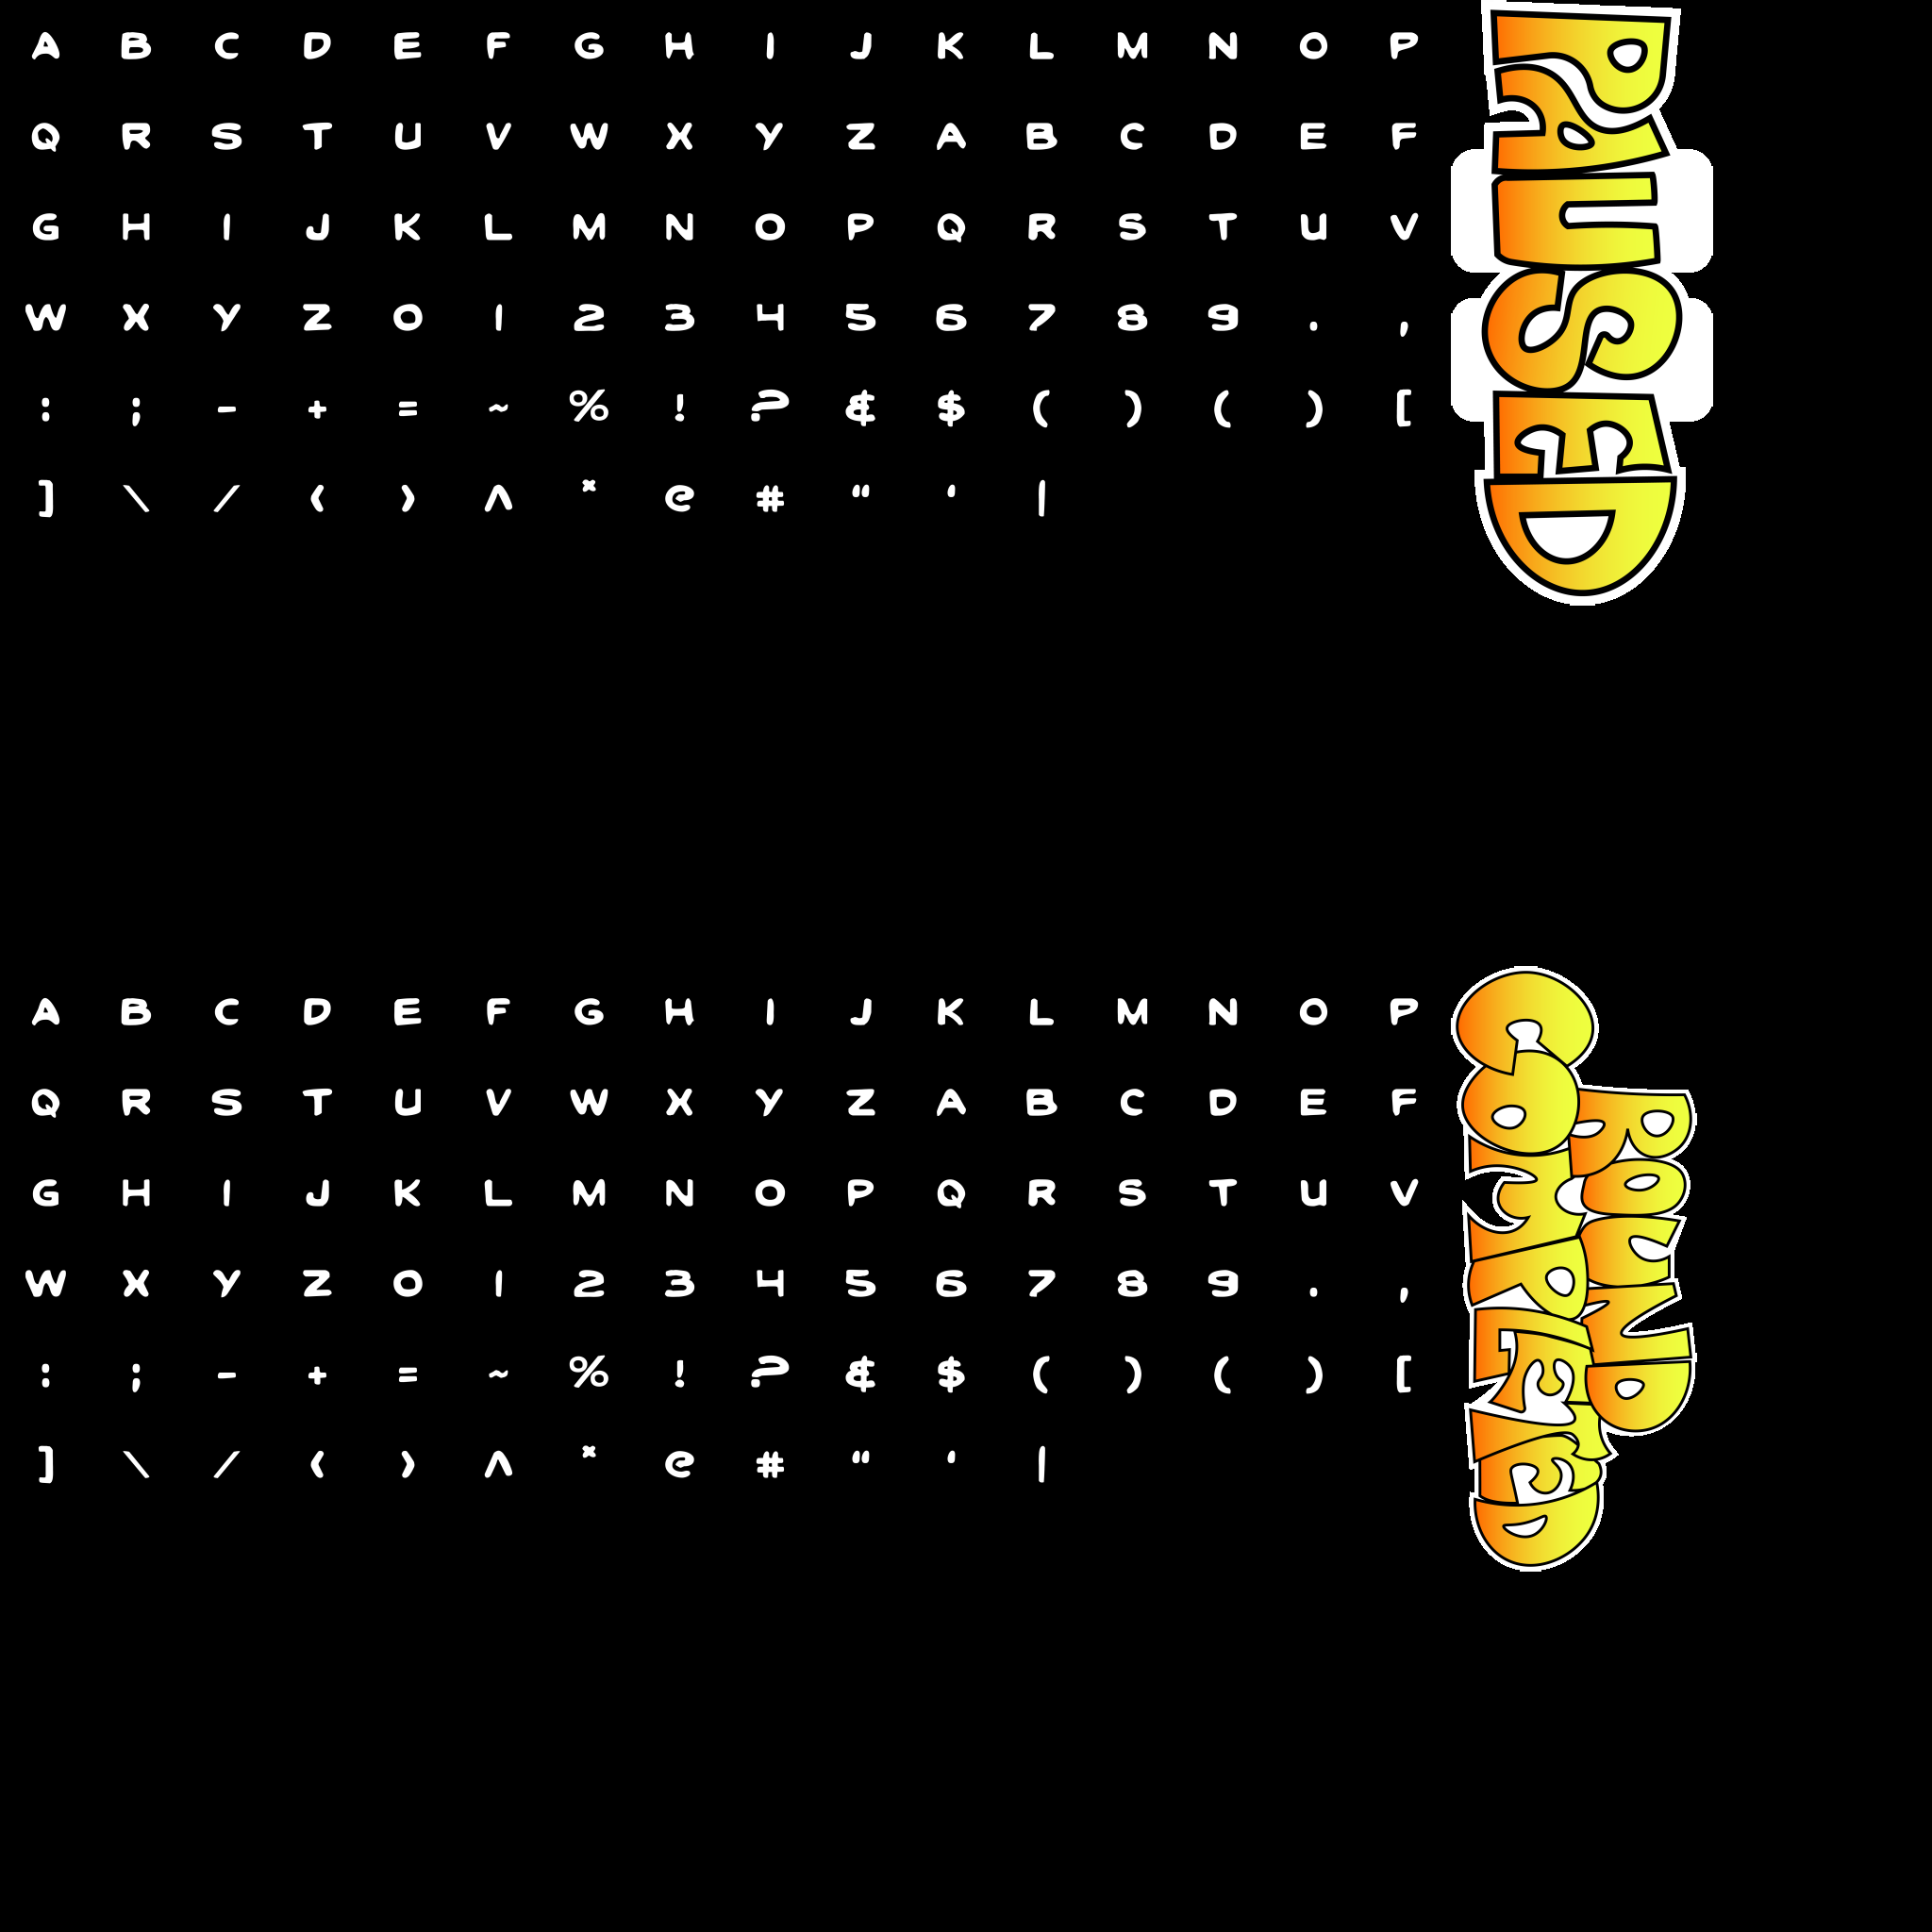 A B C D E F G H I J K L M N O P
Q R S T U V W X Y Z A B C D E F
G H I J K L M N O P Q R S T U V
W X Y Z 0 1 2 3 4 5 6 7 8 9 . ,
: ; - + = ~ % ! ? & $ ( ) ( ) [
] \ / < > ^ * @ # " ' |
PAUSED
A B C D E F G H I J K L M N O P
Q R S T U V W X Y Z A B C D E F
G H I J K L M N O P Q R S T U V
W X Y Z 0 1 2 3 4 5 6 7 8 9 . ,
: ; - + = ~ % ! ? & $ ( ) ( ) [
] \ / < > ^ * @ # " ' |
ROUND
COMPLETED